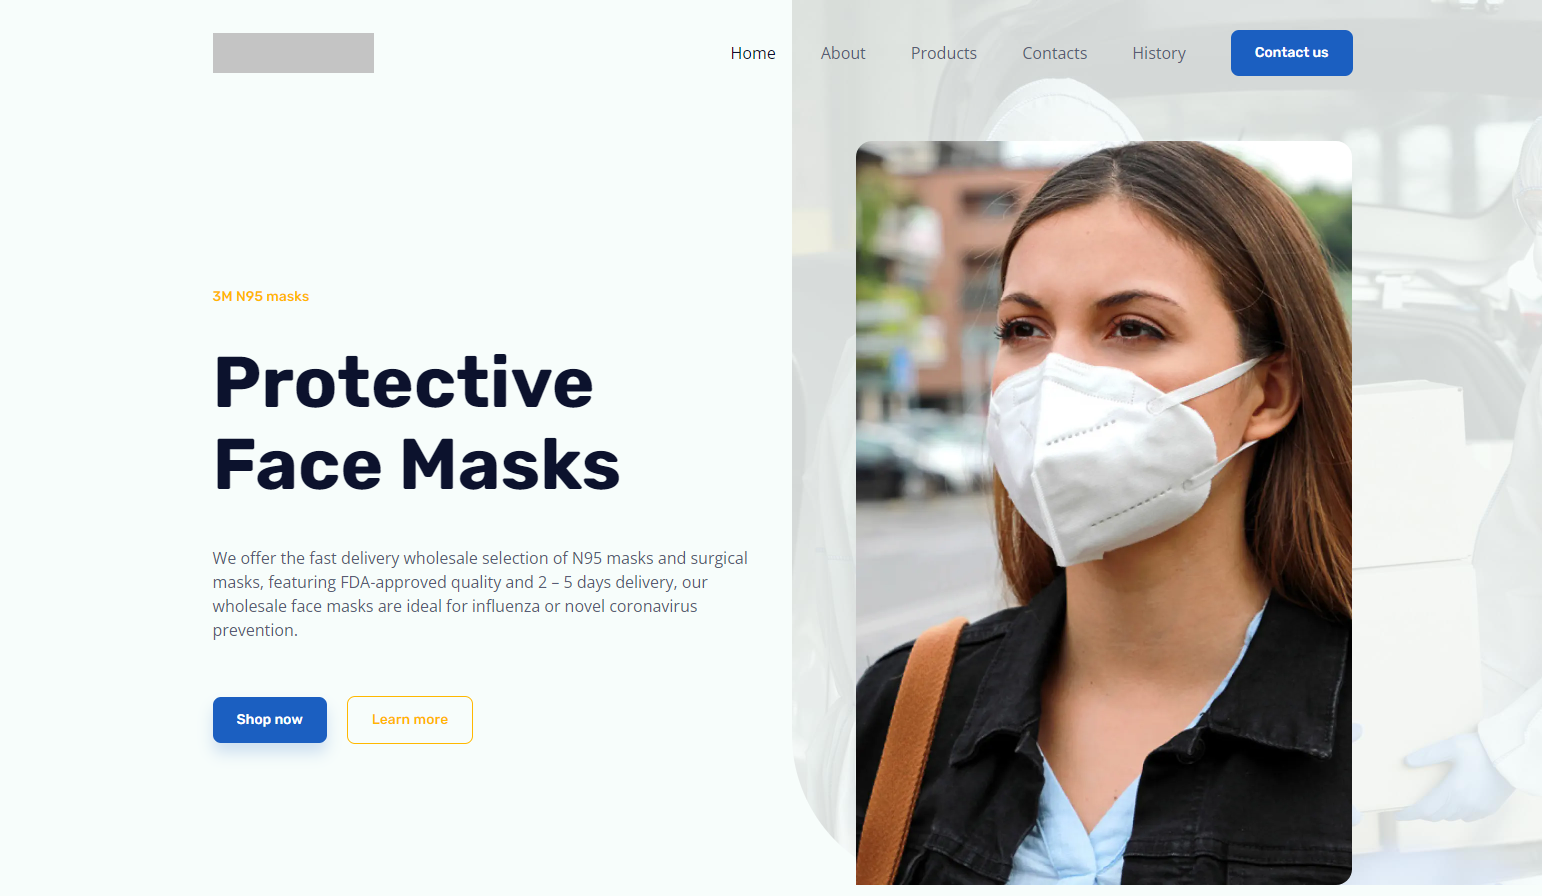 Home About Products Contacts History Contact us
3M N95 masks
Protective
Face Masks
We offer the fast delivery wholesale selection of N95 masks and surgical
masks, featuring FDA-approved quality and 2 – 5 days delivery, our
wholesale face masks are ideal for influenza or novel coronavirus
prevention.
Shop now Learn more